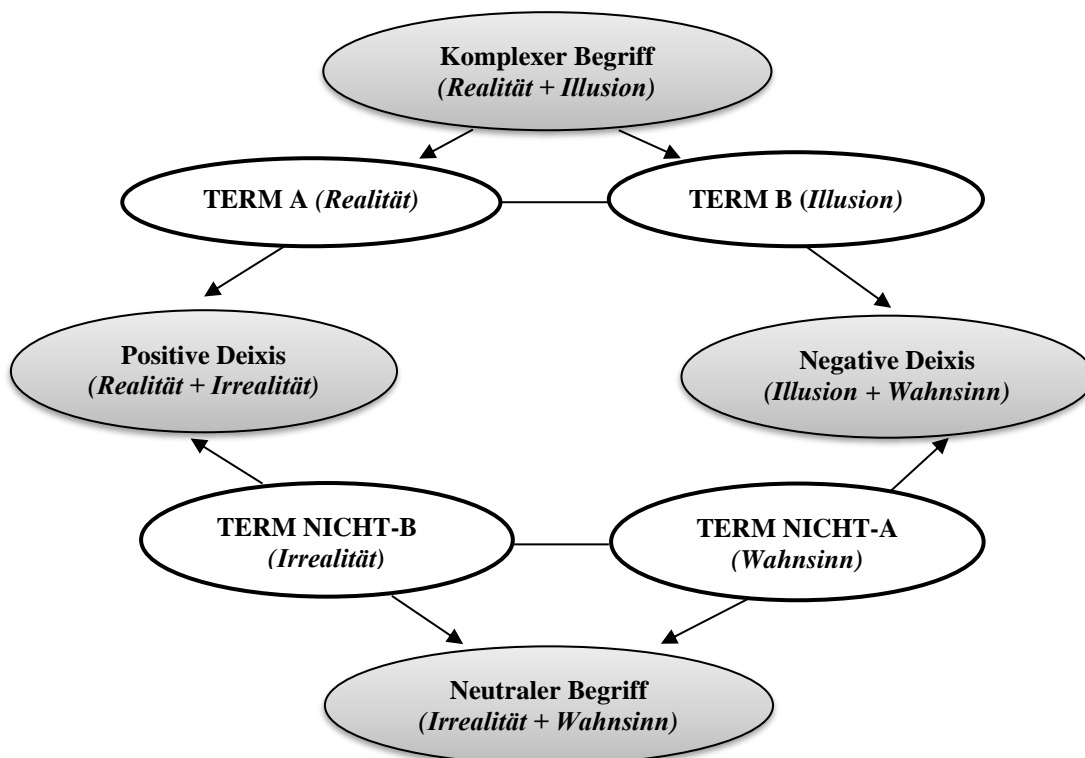 Komplexer Begriff
(Realität + Illusion)
TERM A (Realität)
TERM B (Illusion)
Positive Deixis
(Realität + Irrealität)
Negative Deixis
(Illusion + Wahnsinn)
TERM NICHT-B
(Irrealität)
TERM NICHT-A
(Wahnsinn)
Neutraler Begriff
(Irrealität + Wahnsinn)